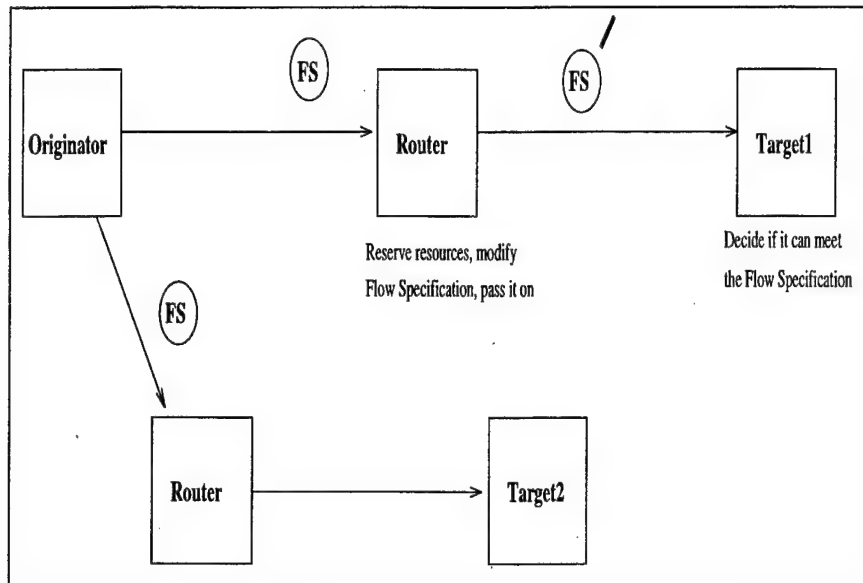 FS
FS /
Originator
Router
Target1
Reserve resources, modify
Flow Specification, pass it on
Decide if it can meet
the Flow Specification
FS
Router
Target2